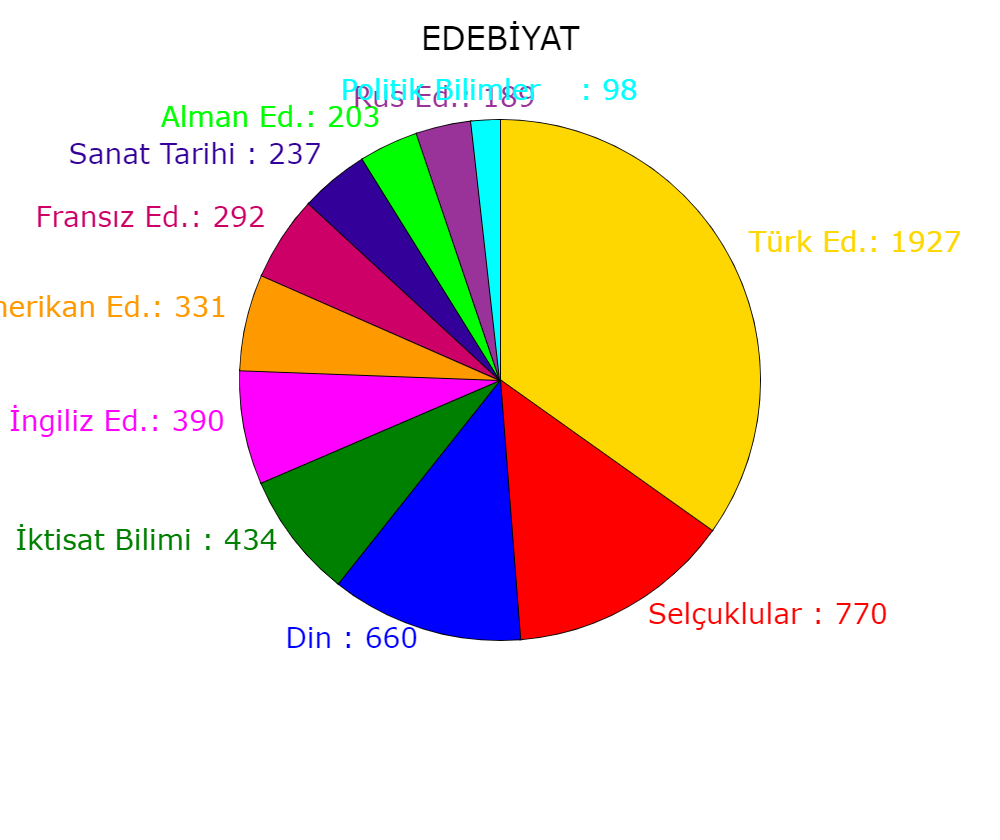 EDEBİYAT
Politik Bilimler : 98
Rus Ed.: 189
Alman Ed.: 203
Sanat Tarihi : 237
Fransız Ed.: 292
Türk Ed.: 1927
Ed.: 331
İngiliz Ed.: 390
İktisat Bilimi : 434
Selçuklular : 770
Din : 660